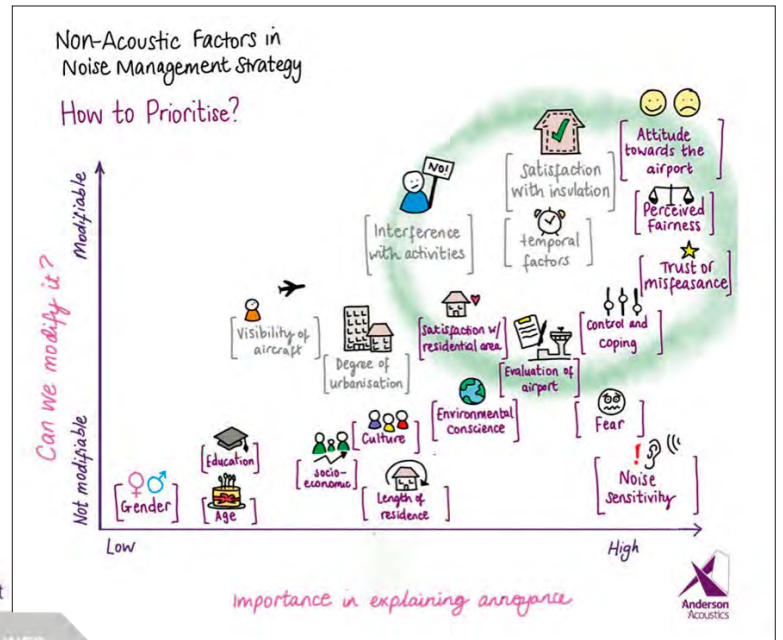 Non-Acoustic Factors in
Noise Management Strategy
How to Prioritise?
Can we modify it?
Modifiable
Not modifiable
NO!
Interference
with activities
Satisfaction
with insulation
temporal
factors
Attitude
towards the
airport
Perceived
Fairness
Trust or
misfeasance
Visibility of
aircraft
Degree of
urbanisation
Satisfaction w/
residential area
Evaluation of
airport
Control and
coping
Environmental
conscience
Fear
Noise
Sensitivity
Education
Culture
Socio-
economic
Length of
residence
Gender
Age
Low
High
Importance in explaining annoyance
Anderson
Acoustics